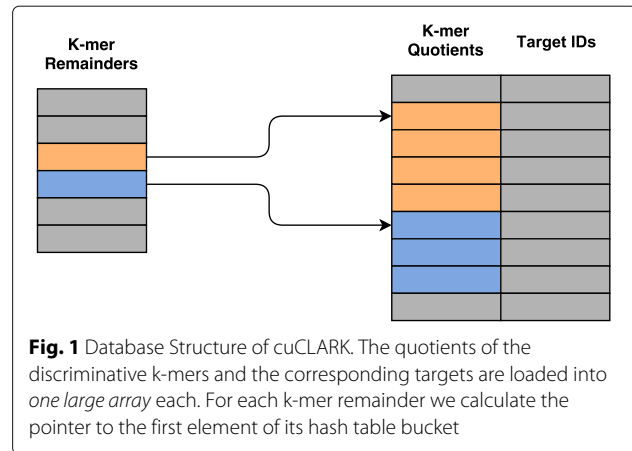 K-mer
Remainders
K-mer
Quotients
Target IDs
Fig. 1 Database Structure of cuCLARK. The quotients of the
discriminative k-mers and the corresponding targets are loaded into
one large array each. For each k-mer remainder we calculate the
pointer to the first element of its hash table bucket